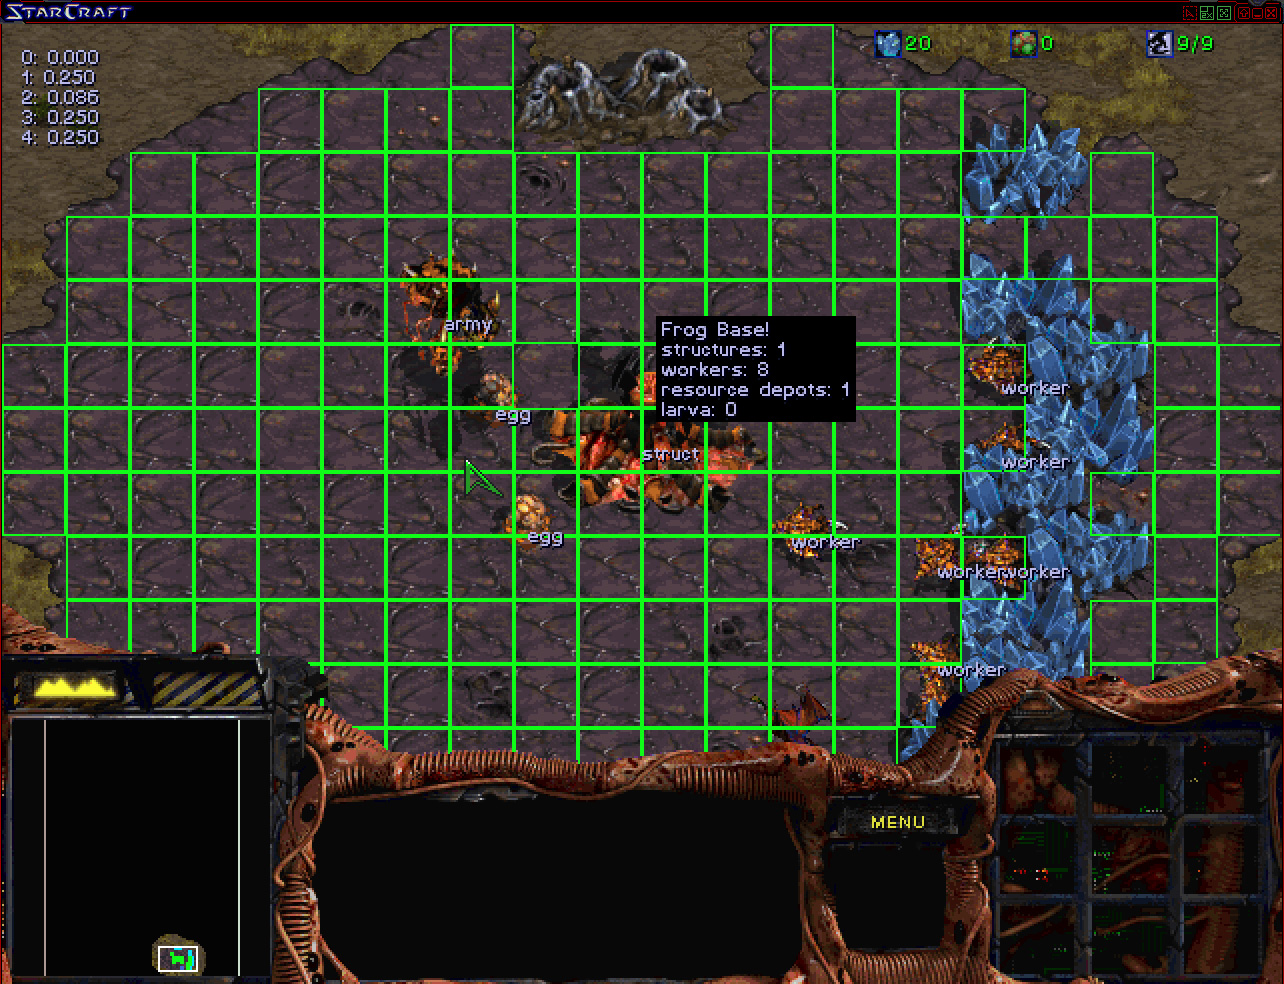 STARCRAFT
20
0
9/9
0: 0.000
1: 0.250
2: 0.086
3: 0.250
4: 0.250
army
Frog Base!
structures: 1
workers: 8
resource depots: 1
larva: 0
worker
egg
struct
worker
egg
worker
worker
worker
worker
MENU